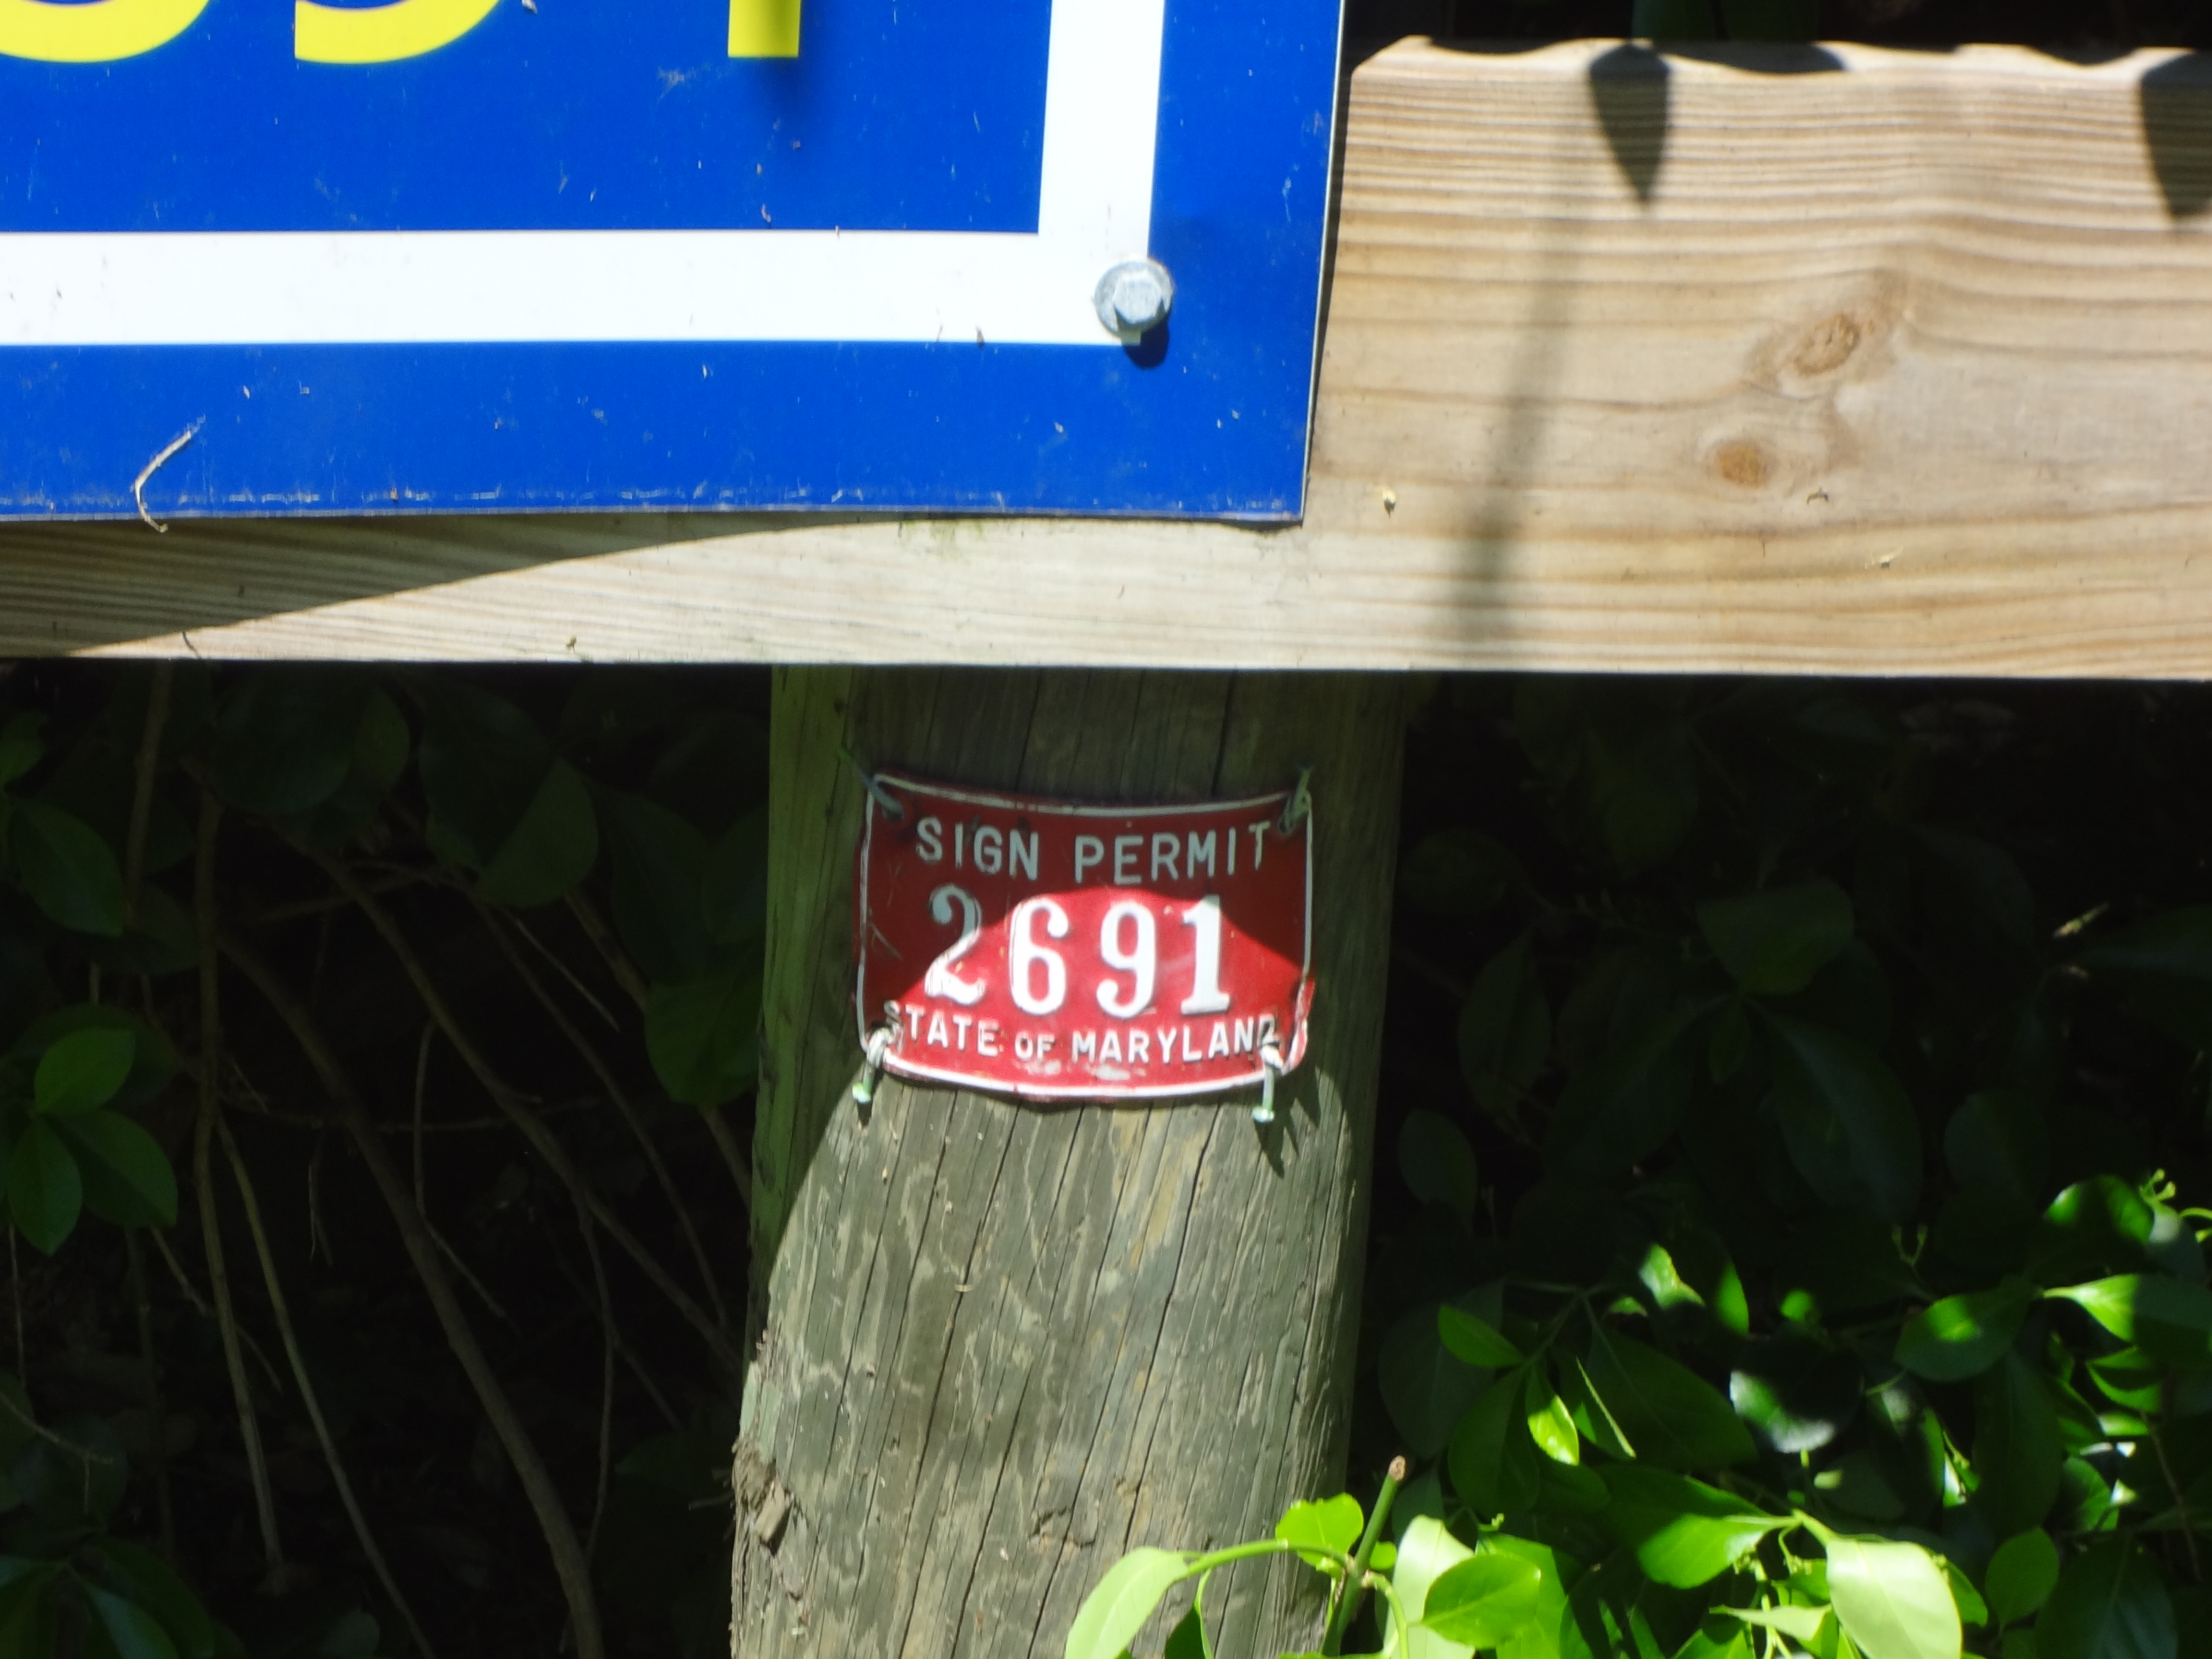 SIGN PERMIT
2691
STATE OF MARYLAND